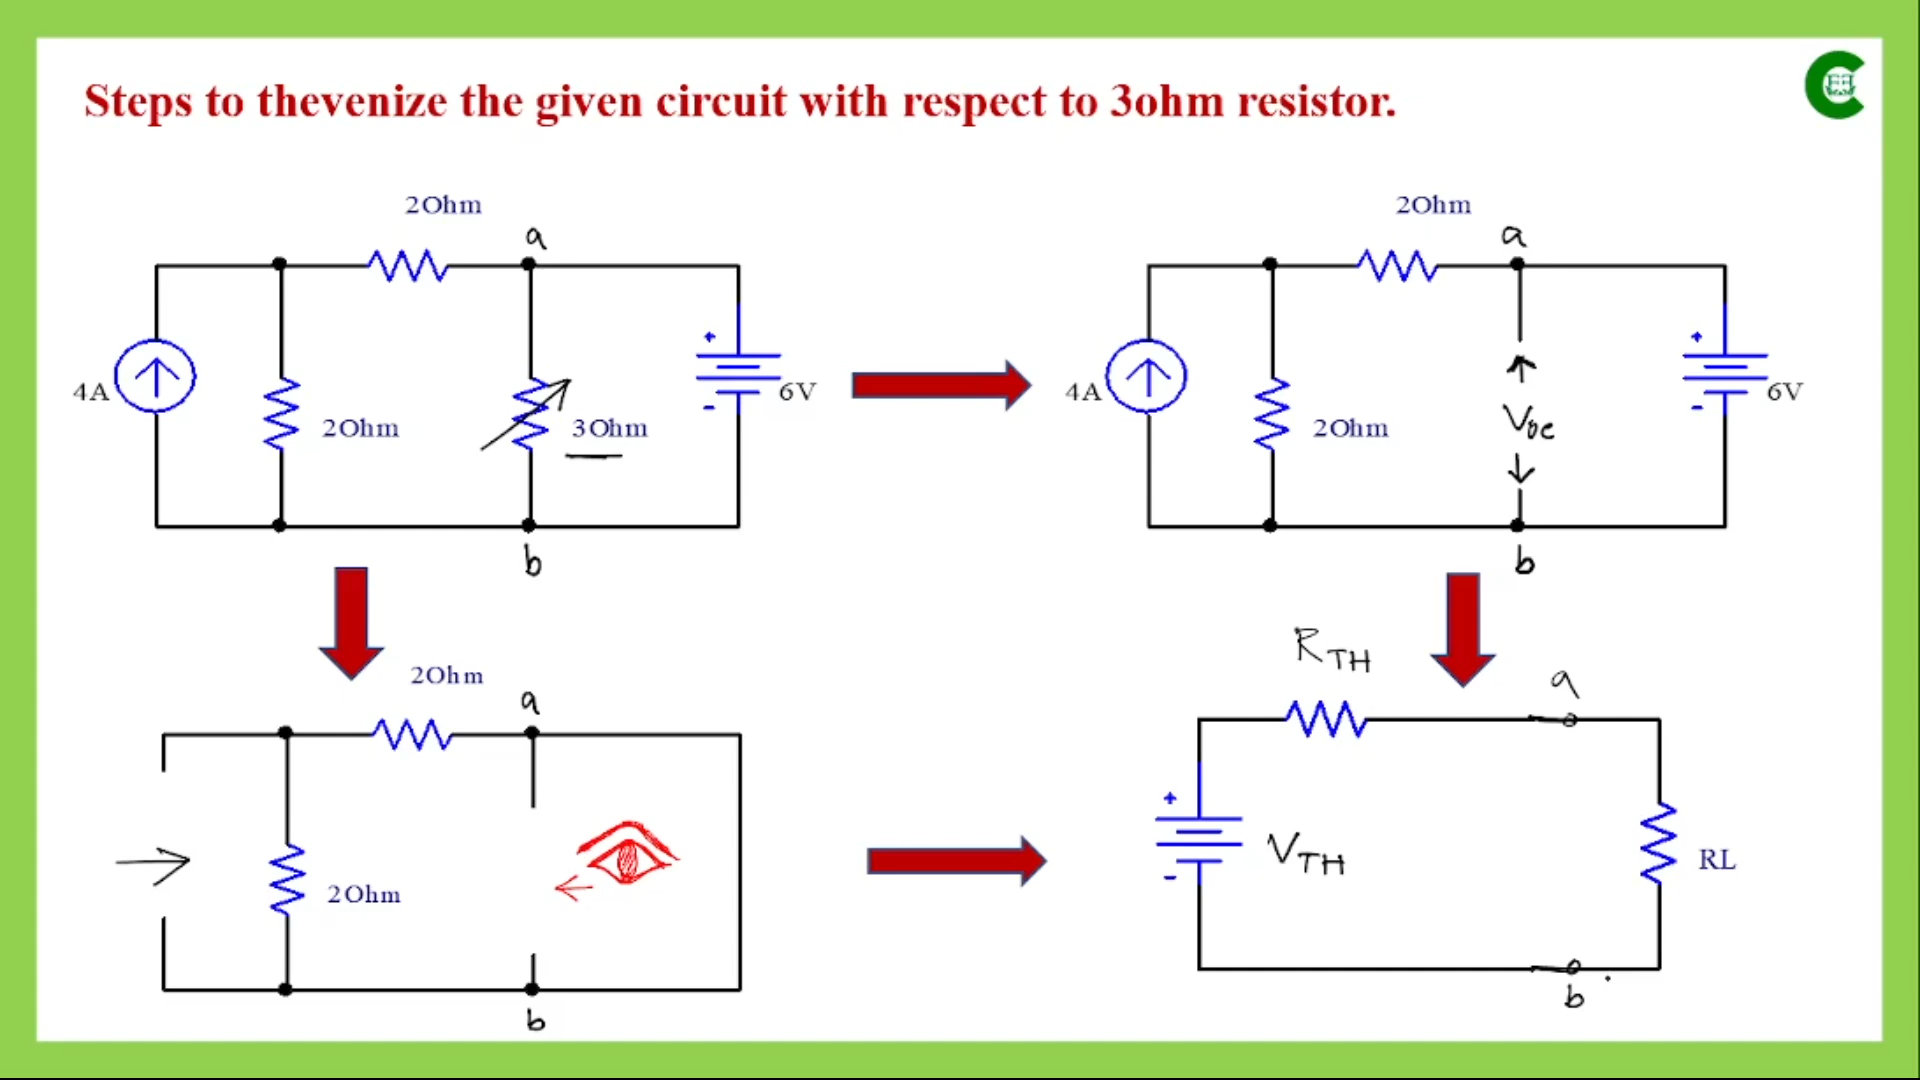 Steps to thevenize the given circuit with respect to 3ohm resistor.
2Ohm
a
4A
2Ohm
3Ohm
+
-
6V
b
2Ohm
a
4A
2Ohm
Voc
+
-
6V
b
2Ohm
a
2Ohm
b
RTH
a
+
-
VTH
RL
b